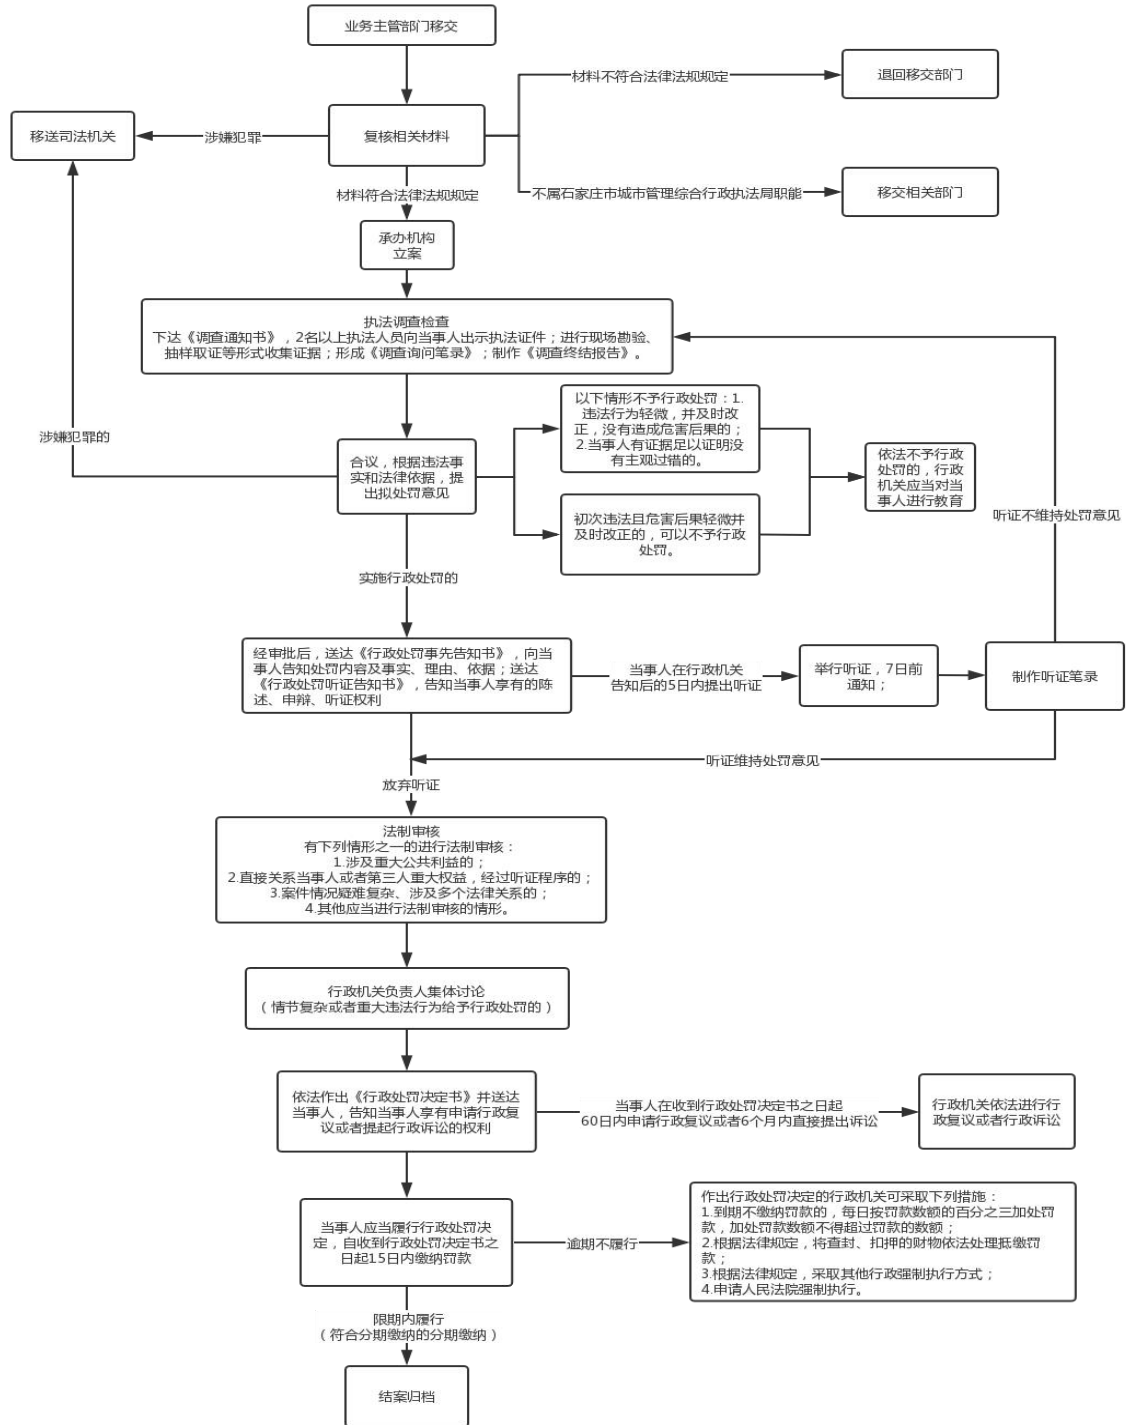 业务主管部门移交
材料不符合法律法规规定
退回移交部门
移送司法机关
涉嫌犯罪
复核相关材料
不属石家庄市城市管理综合行政执法局职能
移交相关部门
材料符合法律法规规定
承办机构
立案
执法调查检查
下达《调查通知书》，2名以上执法人员向当事人出示执法证件；进行现场勘验、
抽样取证等形式收集证据；形成《调查询问笔录》；制作《调查终结报告》。
涉嫌犯罪的
合议，根据违法事
实和法律依据，提
出拟处罚意见
以下情形不予行政处罚：1.
违法行为轻微，并及时改
正，没有造成危害后果的；
2.当事人有证据足以证明没
有主观过错的。
初次违法且危害后果轻微并
及时改正的，可以不予行政
处罚。
依法不予行政
处罚的，行政
机关应当对当
事人进行教育
听证不维持处罚意见
实施行政处罚的
经审批后，送达《行政处罚事先告知书》，向当
事人告知处罚内容及事实、理由、依据；送达
《行政处罚听证告知书》，告知当事人享有的陈
述、申辩、听证权利
当事人在行政机关
告知后的5日内提出听证
举行听证，7日前
通知；
制作听证笔录
听证维持处罚意见
放弃听证
法制审核
有下列情形之一的进行法制审核：
1.涉及重大公共利益的；
2.直接关系当事人或者第三人重大权益，经过听证程序的；
3.案件情况疑难复杂、涉及多个法律关系的；
4.其他应当进行法制审核的情形。
行政机关负责人集体讨论
（情节复杂或者重大违法行为给予行政处罚的）
依法作出《行政处罚决定书》并送达
当事人，告知当事人享有申请行政复
议或者提起行政诉讼的权利
当事人在收到行政处罚决定书之日起
60日内申请行政复议或者6个月内直接提出诉讼
行政机关依法进行行
政复议或者行政诉讼
当事人应当履行行政处罚决
定，自收到行政处罚决定书之
日起15日内缴纳罚款
逾期不履行
作出行政处罚决定的行政机关可采取下列措施：
1.到期不缴纳罚款的，每日按罚款数额的百分之三加处罚
款，加处罚款数额不得超过罚款的数额；
2.根据法律规定，将查封、扣押的财物依法处理抵缴罚
款；
3.根据法律规定，采取其他行政强制执行方式；
4.申请人民法院强制执行。
限期内履行
（符合分期缴纳的分期缴纳）
结案归档